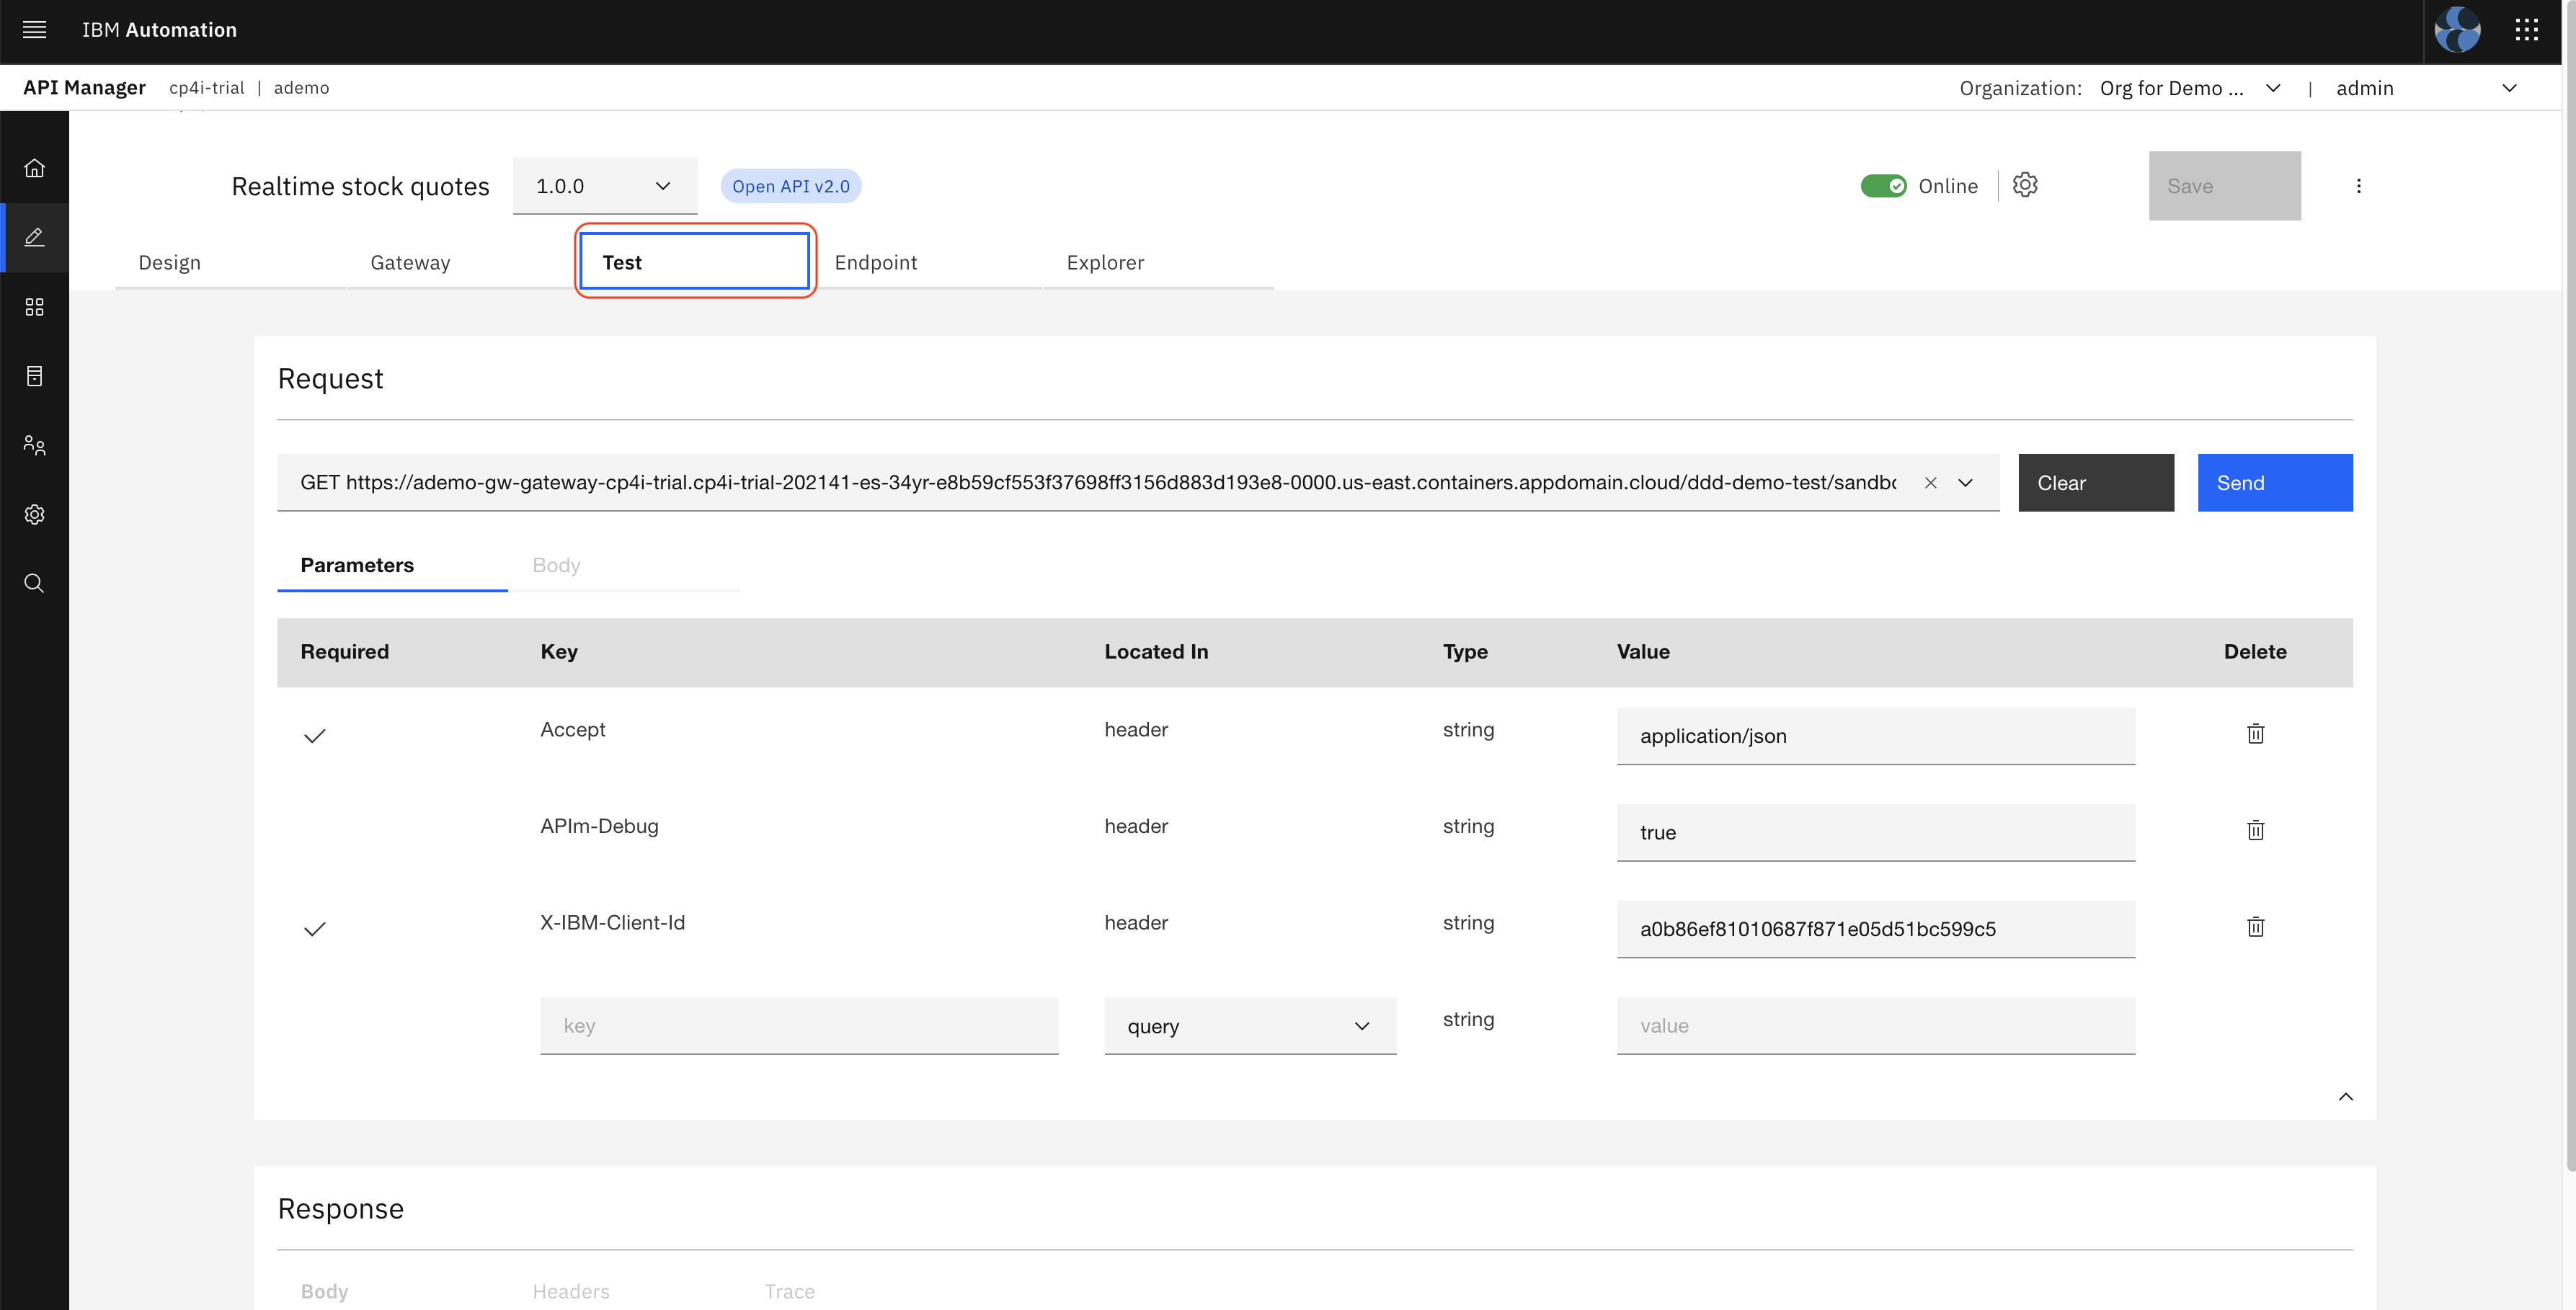 IBM Automation
API Manager cp4i-trial | ademo Organization: Org for Demo ... | admin
Realtime stock quotes 1.0.0 Open API v2.0 Online Save
Design Gateway Test Endpoint Explorer
Request
GET https://ademo-gw-gateway-cp4i-trial.cp4i-trial-202141-es-34yr-e8b59cf553f37698ff3156d883d193e8-0000.us-east.containers.appdomain.cloud/ddd-demo-test/sandbo Clear Send
Parameters Body
Required Key Located In Type Value Delete
Accept header string application/json
APIm-Debug header string true
X-IBM-Client-Id header string a0b86ef81010687f871e05d51bc599c5
key query string value
Response
Body Headers Trace